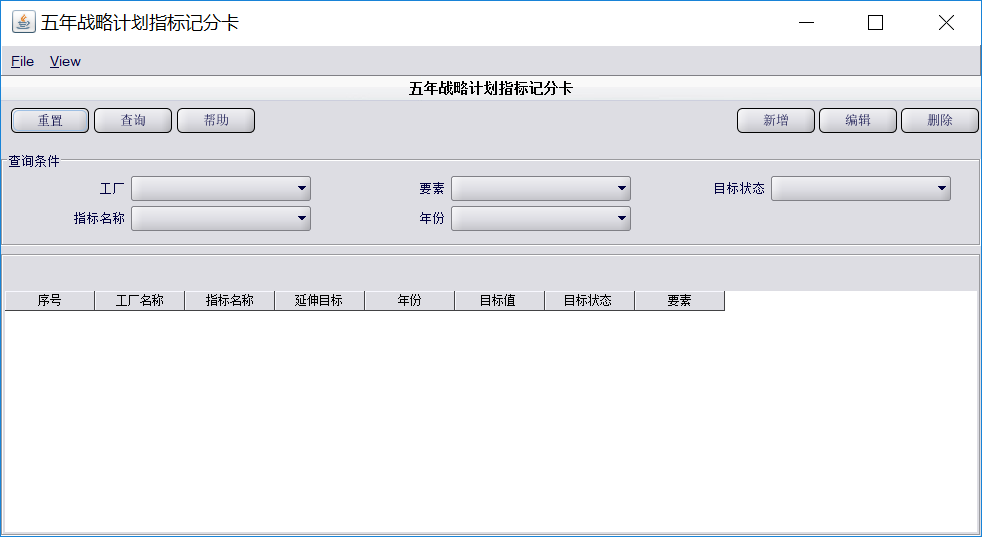 五年战略计划指标记分卡
File View
五年战略计划指标记分卡
重置 查询 帮助 新增 编辑 删除
查询条件
工厂 要素 目标状态
指标名称 年份
序号 工厂名称 指标名称 延伸目标 年份 目标值 目标状态 要素